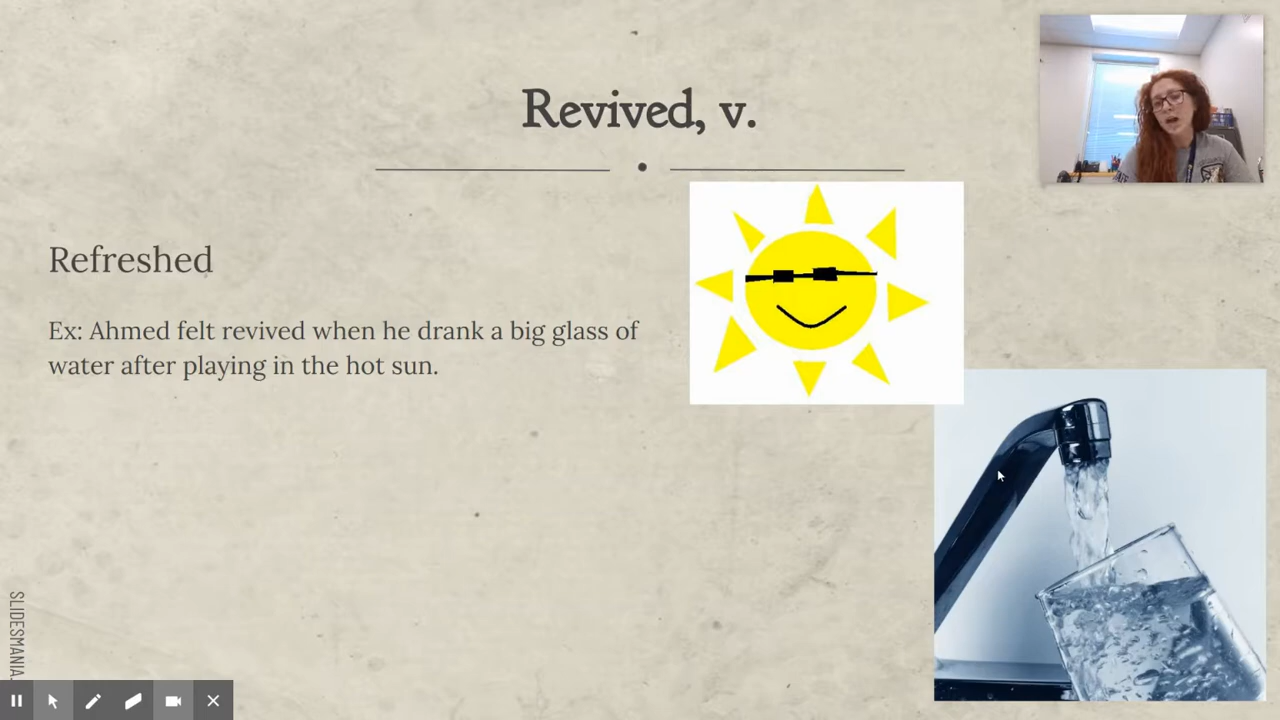 Revived, v.
Refreshed
Ex: Ahmed felt revived when he drank a big glass of
water after playing in the hot sun.
SLIDESMANIA.